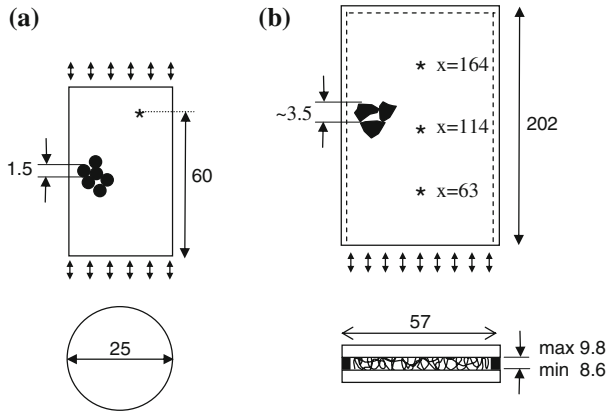 (a)
(b)
* x=164
~3.5
* x=114
202
1.5
*
60
* x=63
25
57
max 9.8
min 8.6